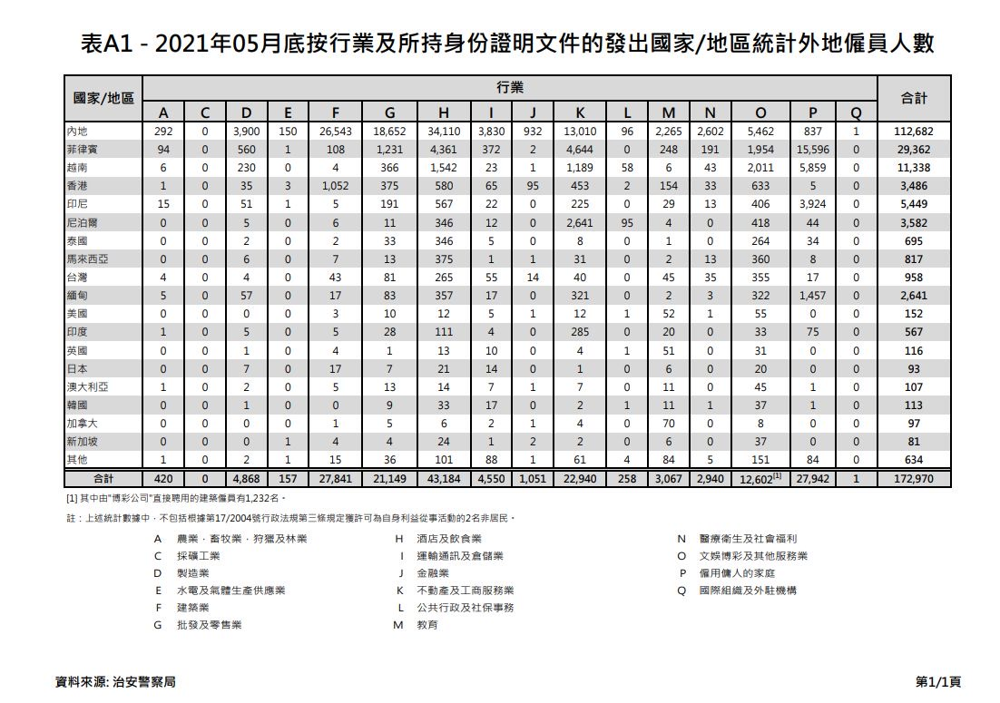 表A1 - 2021年05月底按行業及所持身份證明文件的發出國家/地區統計外地僱員人數
國家/地區 行業 合計
A C D E F G H I J K L M N O P Q
內地 292 0 3,900 150 26,543 18,652 34,110 3,830 932 13,010 96 2,265 2,602 5,462 837 1 112,682
菲律賓 94 0 560 1 108 1,231 4,361 372 2 4,644 0 248 191 1,954 15,596 0 29,362
越南 6 0 230 0 4 366 1,542 23 1 1,189 58 6 43 2,011 5,859 0 11,338
香港 1 0 35 3 1,052 375 580 65 95 453 2 154 33 633 5 0 3,486
印尼 15 0 51 1 5 191 567 22 0 225 0 29 13 406 3,924 0 5,449
尼泊爾 0 0 5 0 6 11 346 12 0 2,641 95 4 0 418 44 0 3,582
泰國 0 0 2 0 2 33 346 5 0 8 0 1 0 264 34 0 695
馬來西亞 0 0 6 0 7 13 375 1 1 31 0 2 13 360 8 0 817
台灣 4 0 4 0 43 81 265 55 14 40 0 45 35 355 17 0 958
緬甸 5 0 57 0 17 83 357 17 0 321 0 2 3 322 1,457 0 2,641
美國 0 0 0 0 3 10 12 5 1 12 1 52 1 55 0 0 152
印度 1 0 5 0 5 28 111 4 0 285 0 20 0 33 75 0 567
英國 0 0 1 0 4 1 13 10 0 4 1 51 0 31 0 0 116
日本 0 0 7 0 17 7 21 14 0 1 0 6 0 20 0 0 93
澳大利亞 1 0 2 0 5 13 14 7 1 7 0 11 0 45 1 0 107
韓國 0 0 1 0 0 9 33 17 0 2 1 11 1 37 1 0 113
加拿大 0 0 0 0 1 5 6 2 1 4 0 70 0 8 0 0 97
新加坡 0 0 0 1 4 4 24 1 2 2 0 6 0 37 0 0 81
其他 1 0 2 1 15 36 101 88 1 61 4 84 5 151 84 0 634
合計 420 0 4,868 157 27,841 21,149 43,184 4,550 1,051 22,940 258 3,067 2,940 12,602[1] 27,942 1 172,970
[1] 其中由"博彩公司"直接聘用的建築僱員有1,232名。
註：上述統計數據中，不包括根據第17/2004號行政法規第三條規定獲許可為自身利益從事活動的2名非居民。
A 農業，畜牧業，狩獵及林業 H 酒店及飲食業 N 醫療衛生及社會福利
C 採礦工業 I 運輸通訊及倉儲業 O 文娛博彩及其他服務業
D 製造業 J 金融業 P 僱用傭人的家庭
E 水電及氣體生產供應業 K 不動產及工商服務業 Q 國際組織及外駐機構
F 建築業 L 公共行政及社保事務
G 批發及零售業 M 教育
資料來源: 治安警察局 第1/1頁